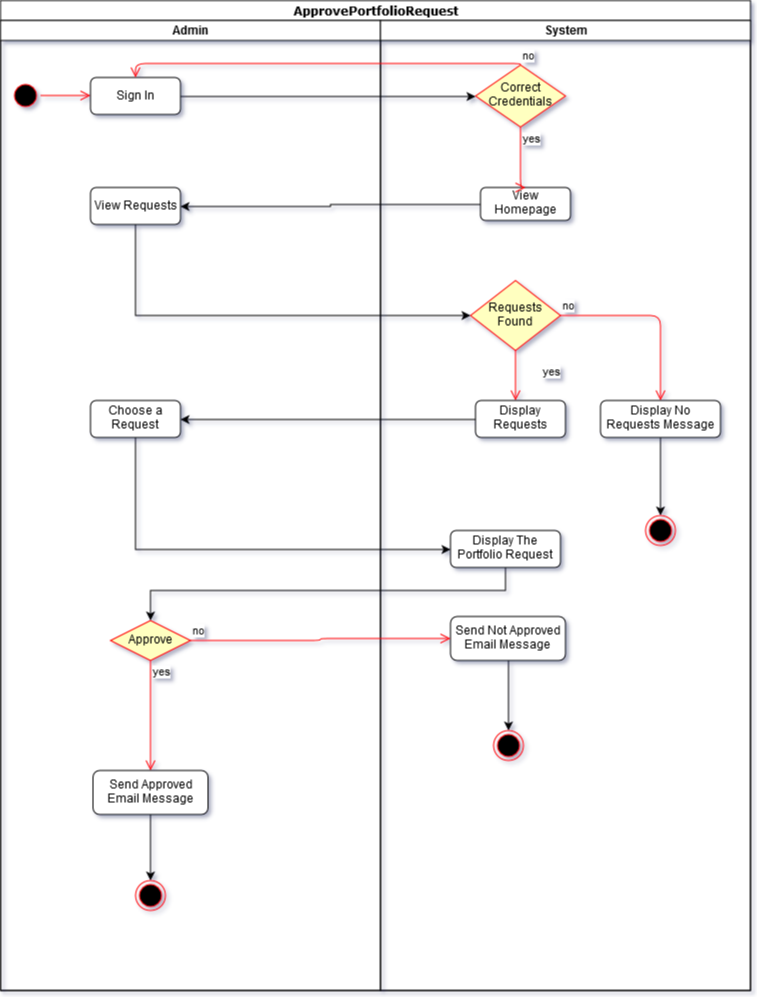 ApprovePortfolioRequest
Admin
System
no
Sign In
Correct
Credentials
yes
View Requests
View
Homepage
Requests
Found
no
yes
Choose a
Request
Display
Requests
Display No
Requests Message
Display The
Portfolio Request
Approve
no
Send Not Approved
Email Message
yes
Send Approved
Email Message